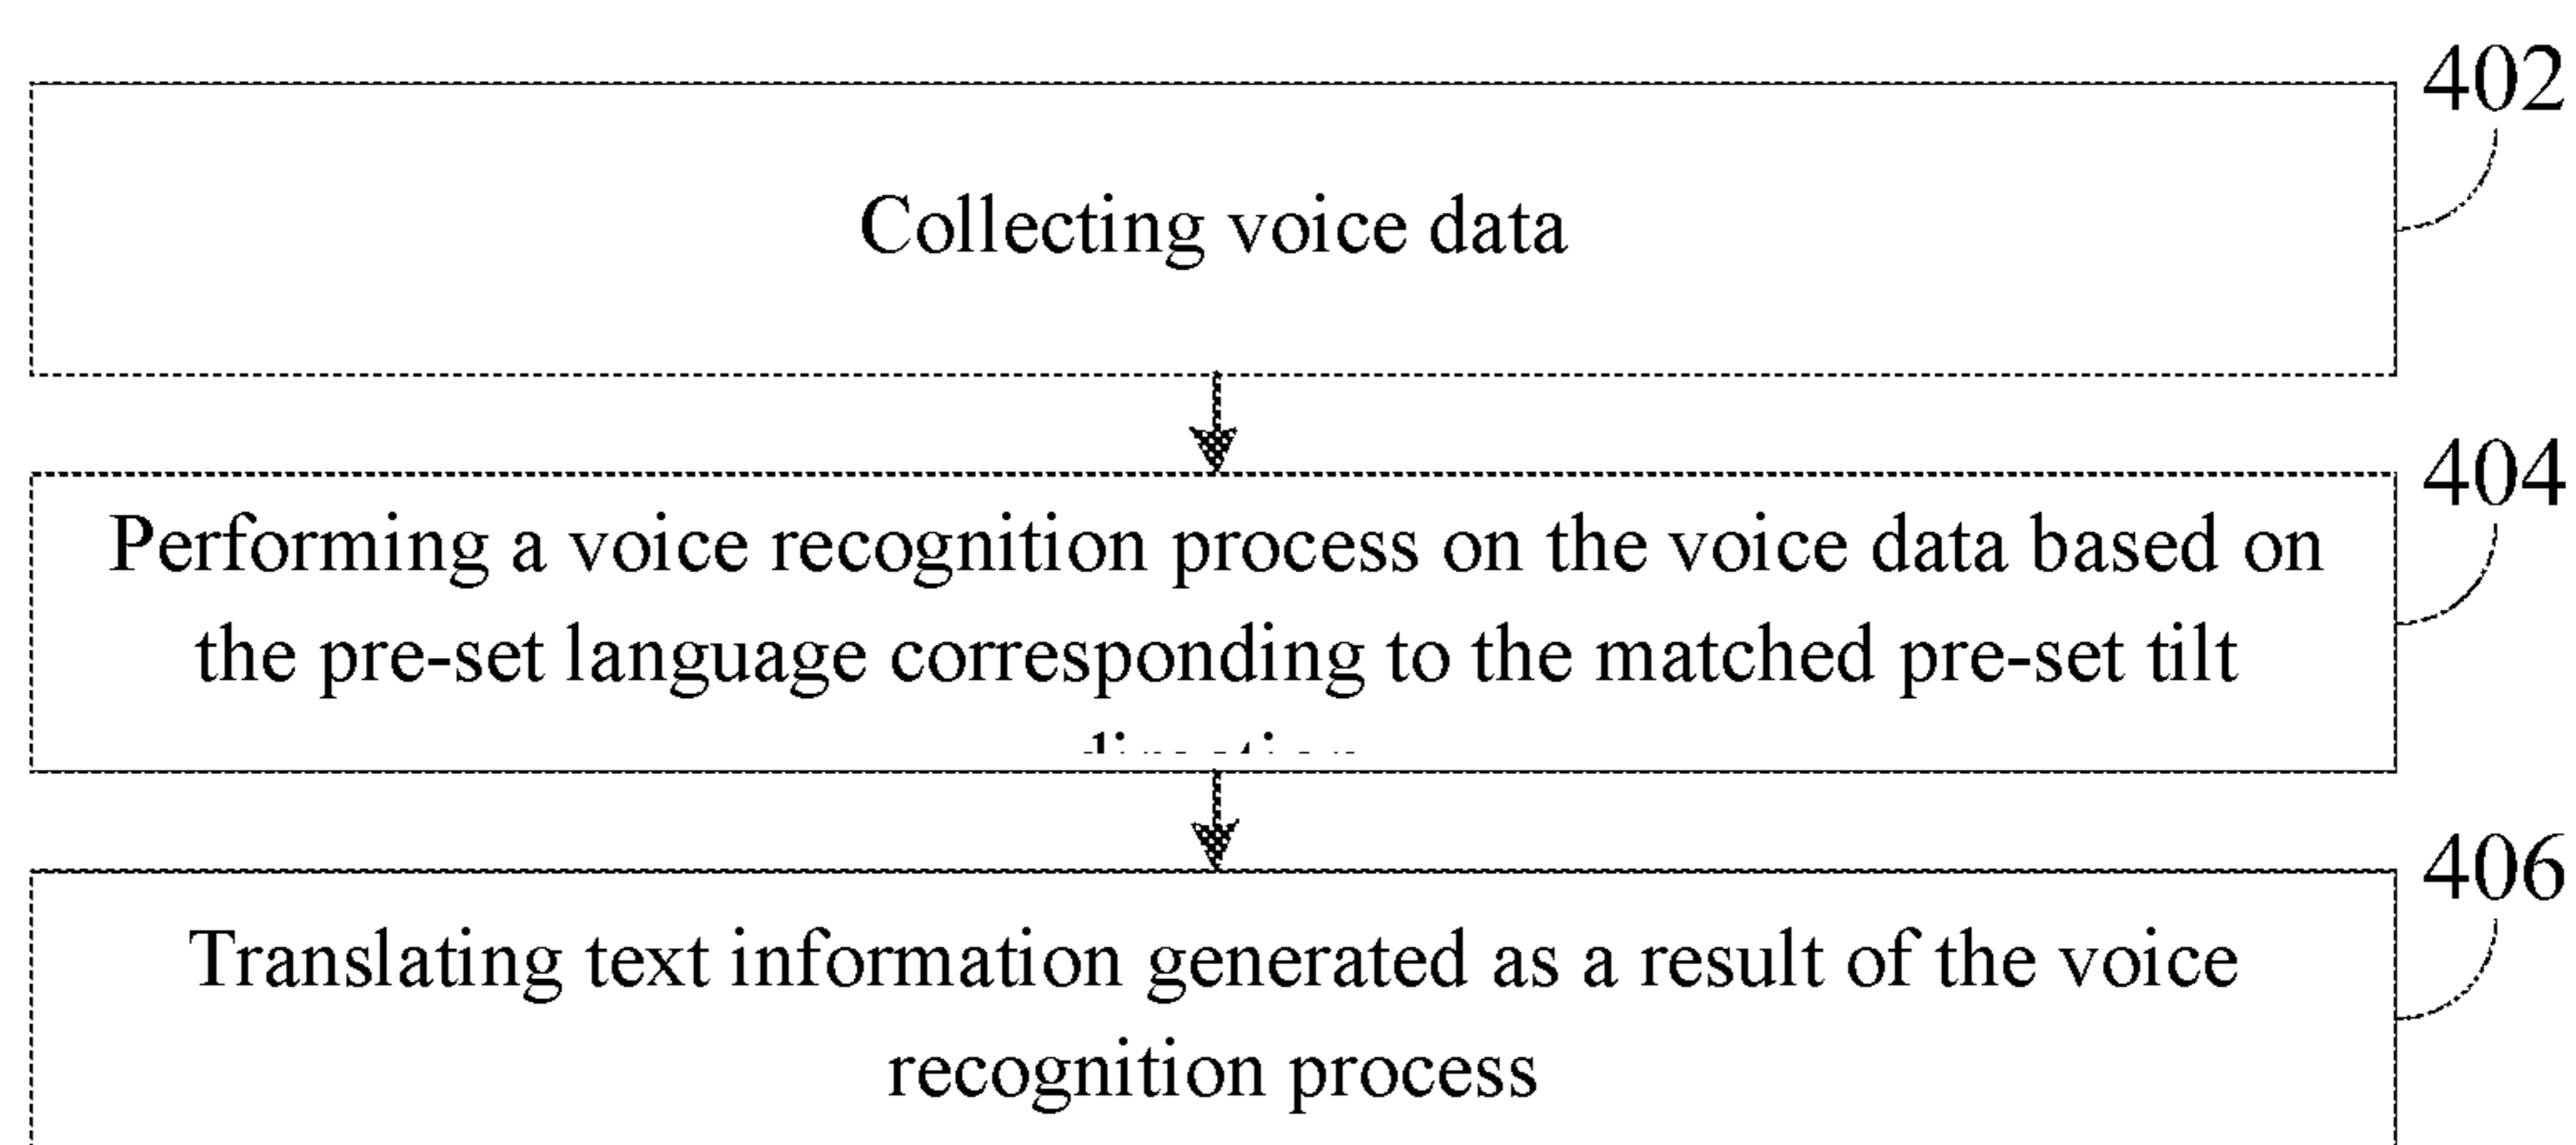 402
Collecting voice data
404
Performing a voice recognition process on the voice data based on
the pre-set language corresponding to the matched pre-set tilt
406
Translating text information generated as a result of the voice
recognition process